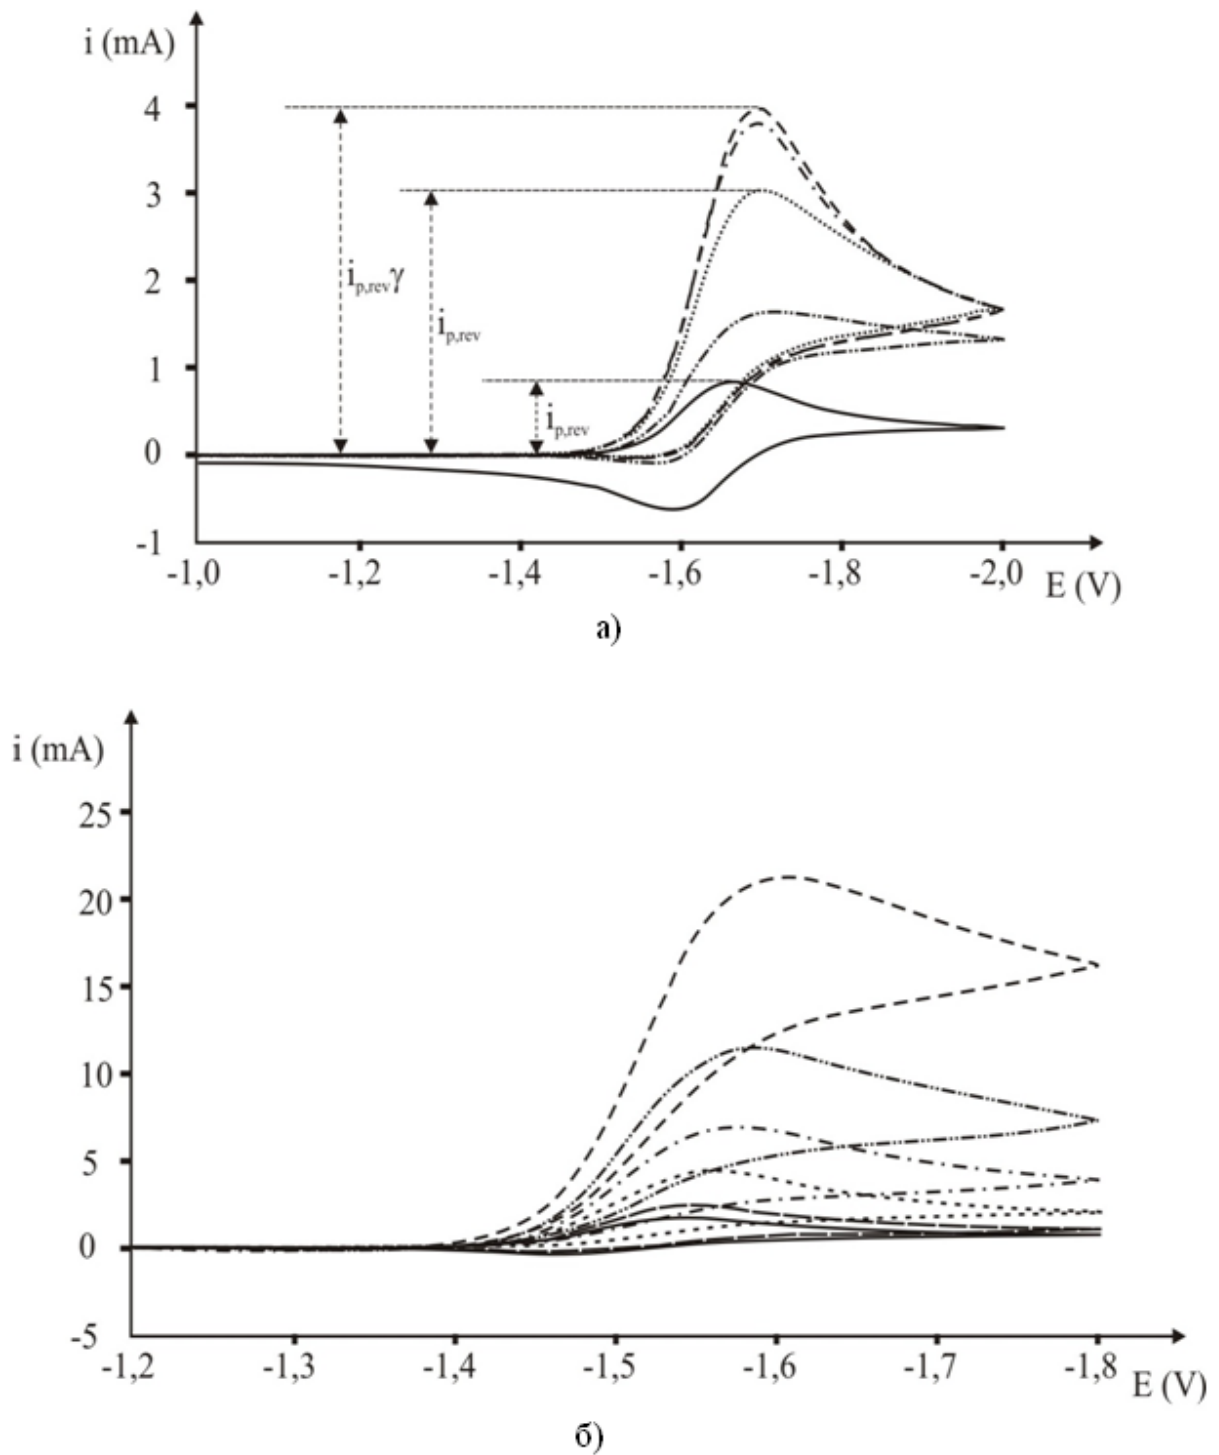 i (mA)
4
3
2
1
0
-1
i_p,rev γ
i_p,rev
i_p,rev
-1,0 -1,2 -1,4 -1,6 -1,8 -2,0 E (V)
а)
i (mA)
25
20
15
10
5
0
-5
-1,2 -1,3 -1,4 -1,5 -1,6 -1,7 -1,8 E (V)
б)